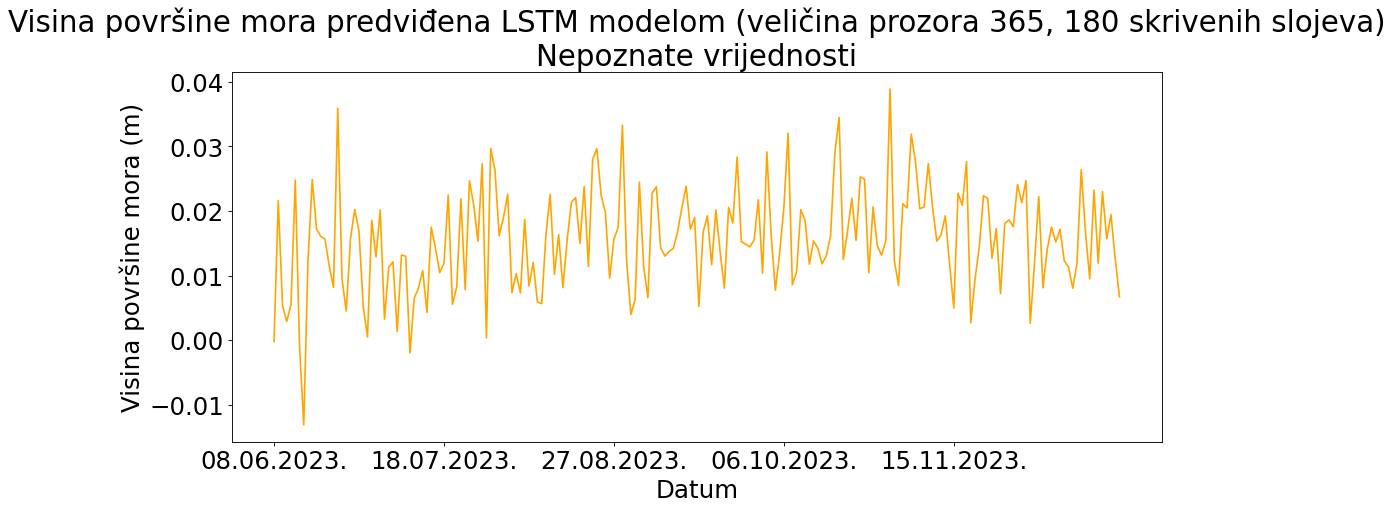 Visina površine mora predviđena LSTM modelom (veličina prozora 365, 180 skrivenih slojeva)
Nepoznate vrijednosti
Visina površine mora (m)
0.04
0.03
0.02
0.01
0.00
−0.01
08.06.2023. 18.07.2023. 27.08.2023. 06.10.2023. 15.11.2023.
Datum